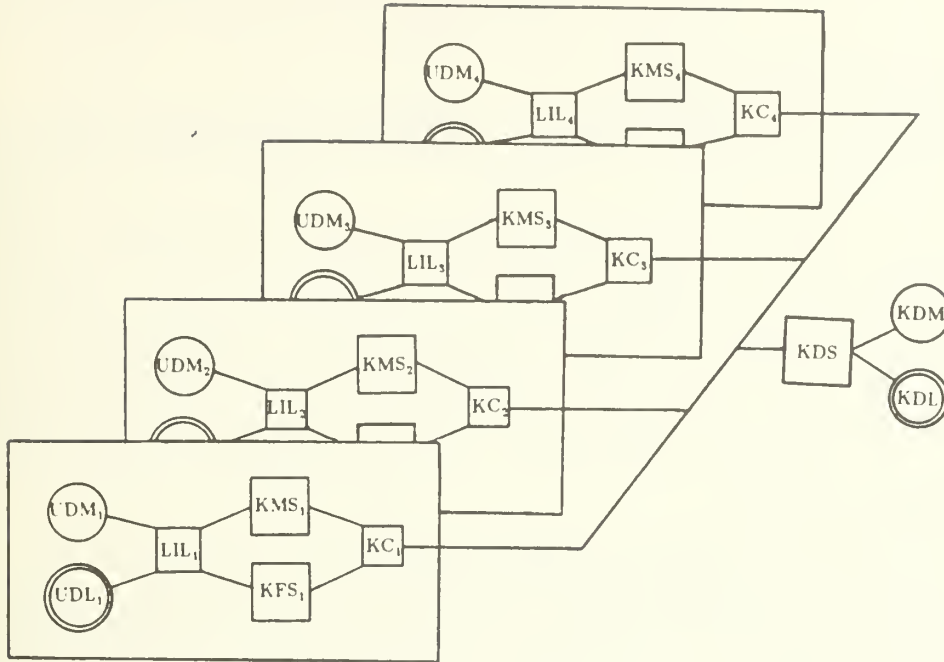 UDM₄
KMS₄
LIL₄
KC₄
UDM₃
KMS₃
LIL₃
KC₃
KDM
KDS
KDL
UDM₂
KMS₂
LIL₂
KC₂
UDM₁
KMS₁
LIL₁
KC₁
UDL₁
KFS₁